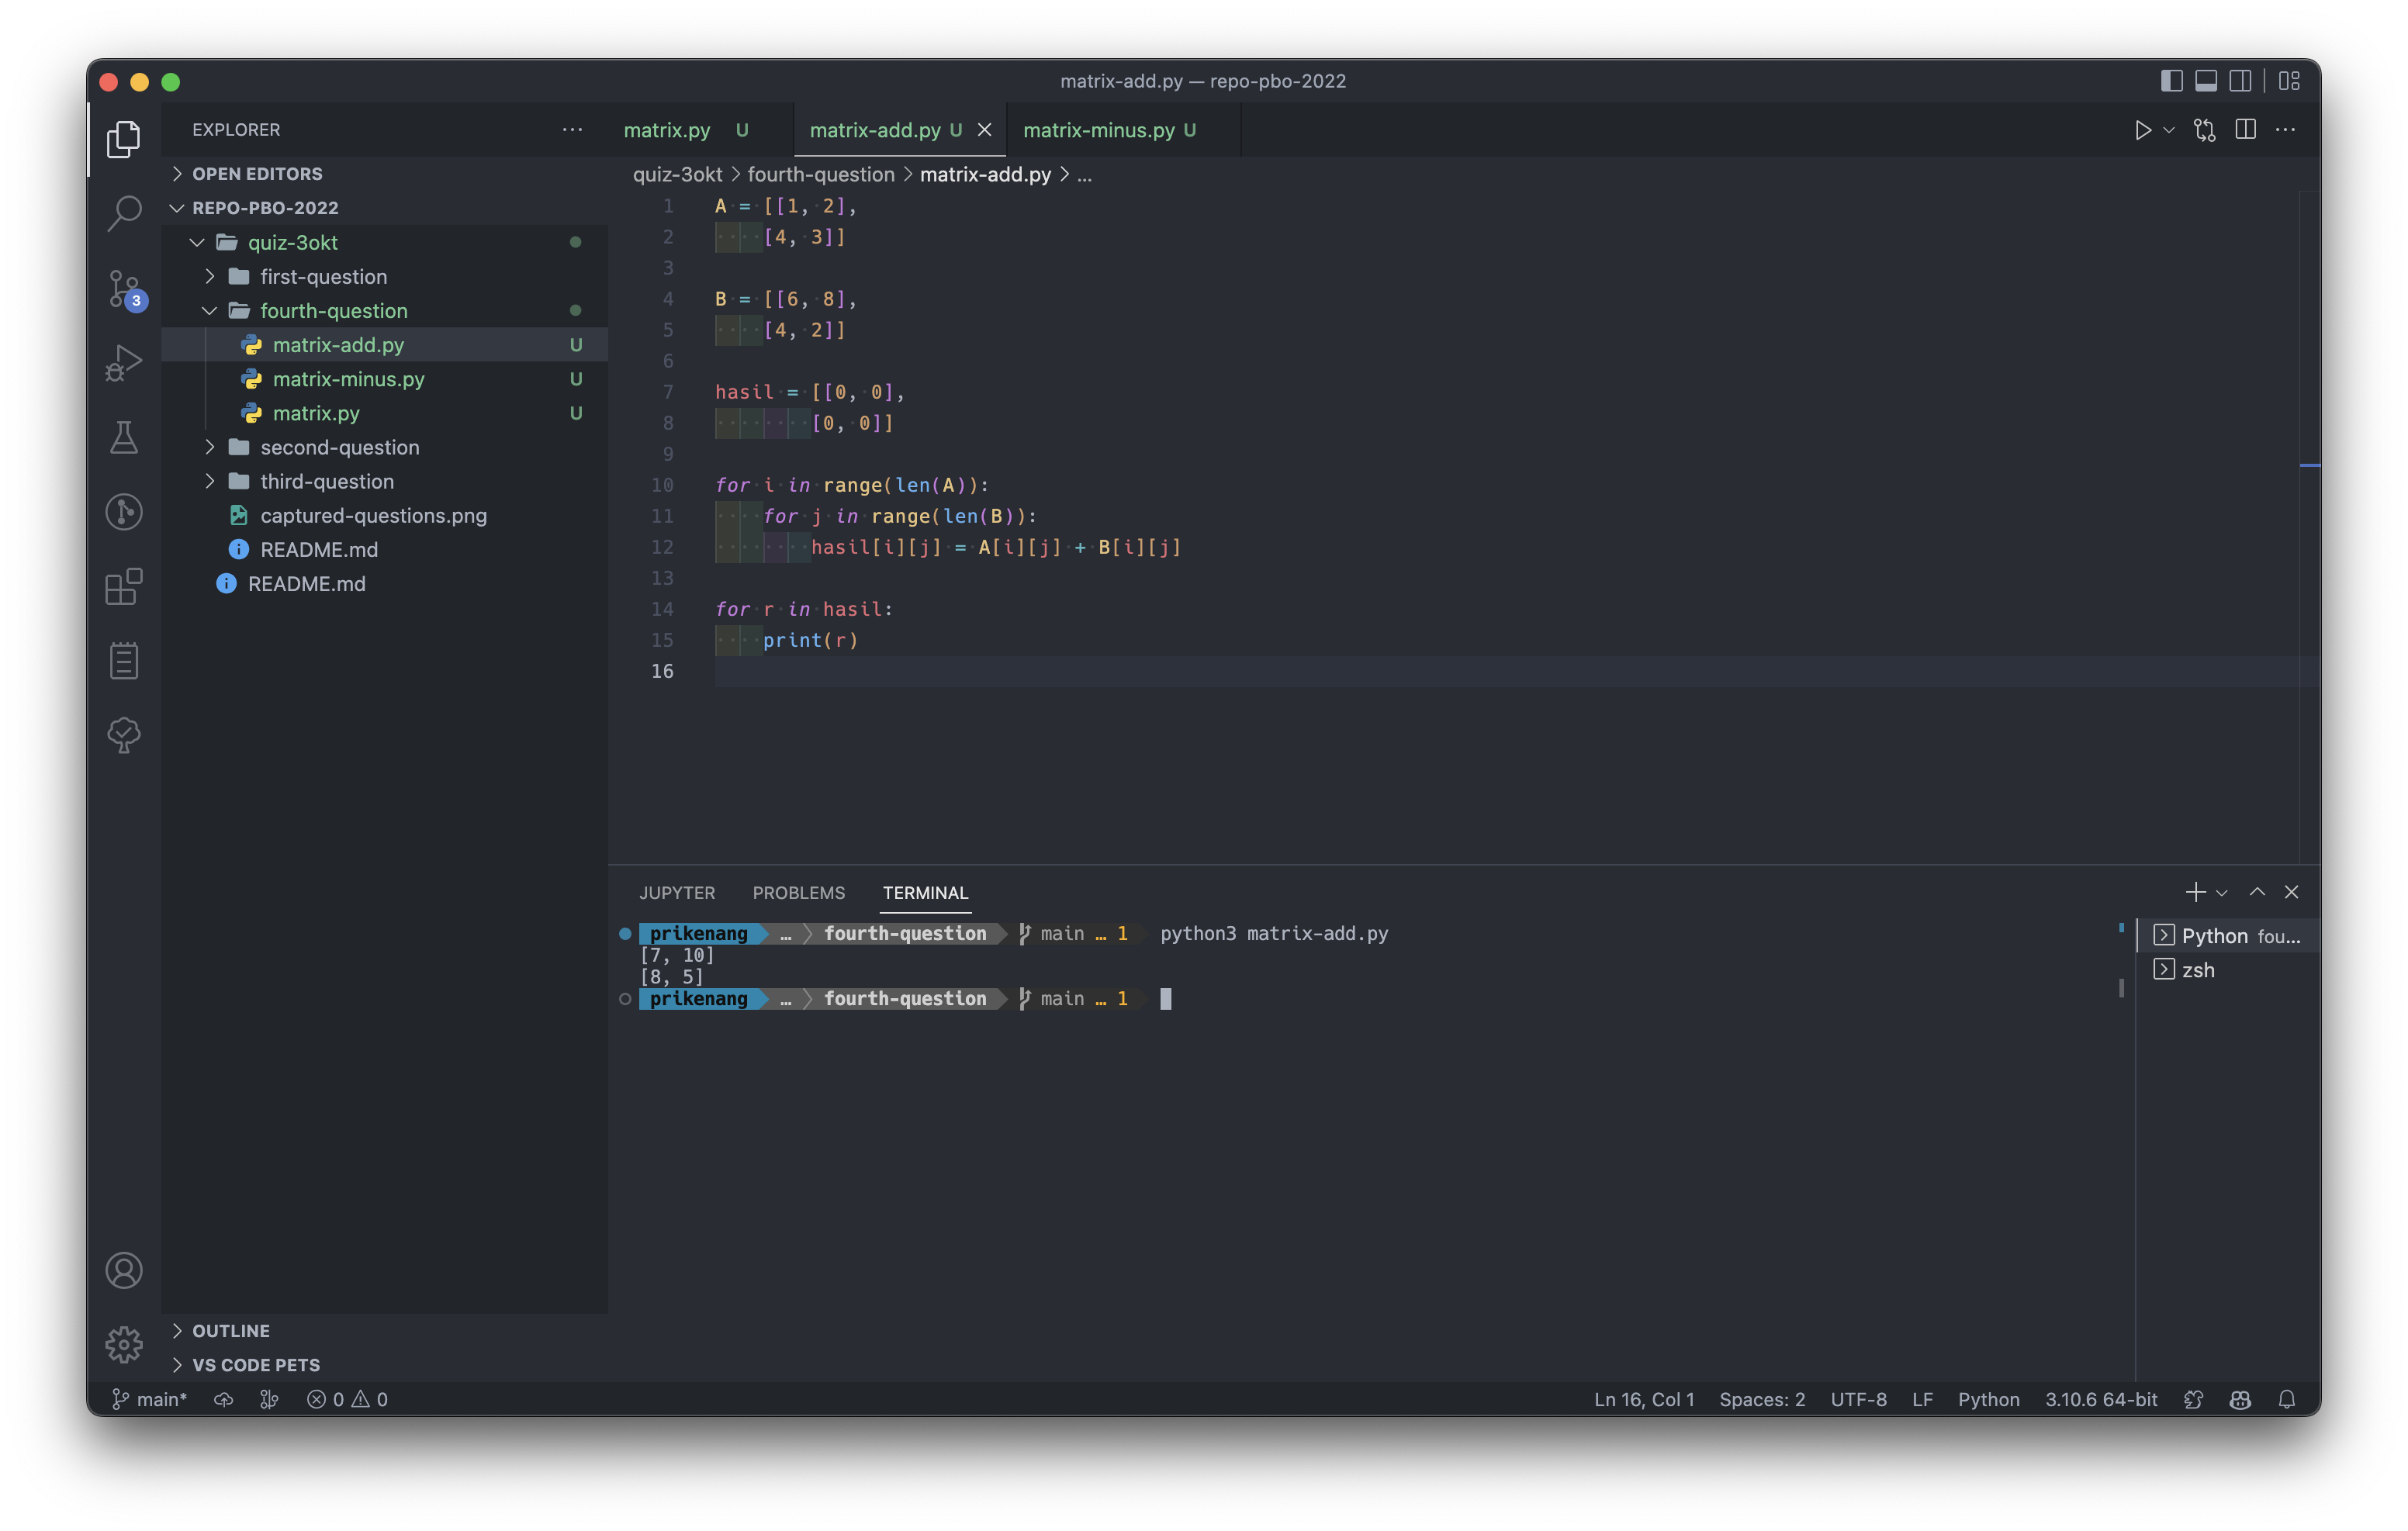 matrix-add.py — repo-pbo-2022
EXPLORER
OPEN EDITORS
REPO-PBO-2022
quiz-3okt
first-question
fourth-question
matrix-add.py U
matrix-minus.py U
matrix.py U
second-question
third-question
captured-questions.png
README.md
README.md
OUTLINE
VS CODE PETS
3
matrix.py U matrix-add.py U matrix-minus.py U
quiz-3okt > fourth-question > matrix-add.py > ...
1 A = [[1, 2],
2     [4, 3]]
3
4 B = [[6, 8],
5     [4, 2]]
6
7 hasil = [[0, 0],
8         [0, 0]]
9
10 for i in range(len(A)):
11     for j in range(len(B)):
12         hasil[i][j] = A[i][j] + B[i][j]
13
14 for r in hasil:
15     print(r)
16
JUPYTER PROBLEMS TERMINAL
prikenang … fourth-question main … 1 python3 matrix-add.py
[7, 10]
[8, 5]
prikenang … fourth-question main … 1
Python fou...
zsh
main* 0 0 Ln 16, Col 1 Spaces: 2 UTF-8 LF Python 3.10.6 64-bit